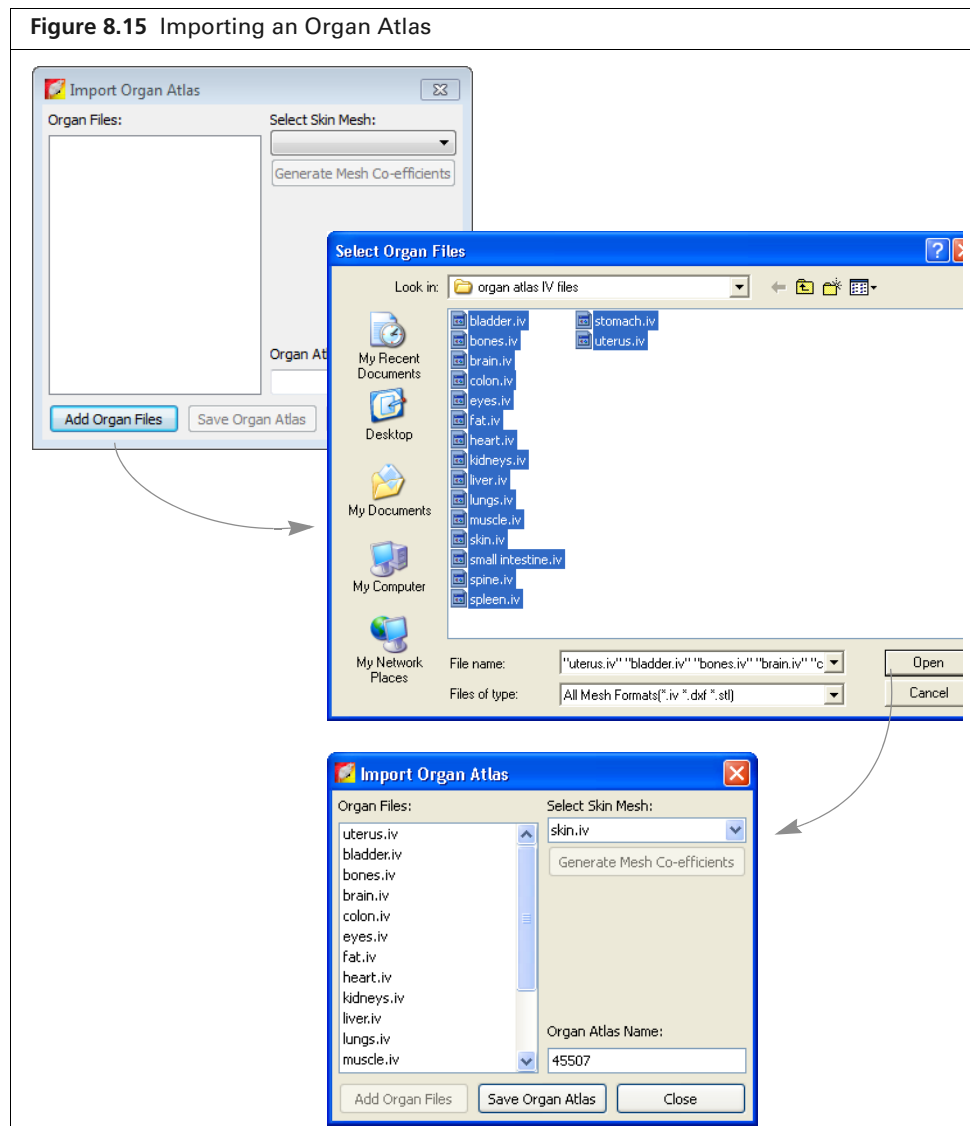 Figure 8.15 Importing an Organ Atlas
Import Organ Atlas
Organ Files:
Select Skin Mesh:
Generate Mesh Co-efficients
Organ At
Add Organ Files
Save Organ Atlas
Select Organ Files
Look in:
organ atlas IV files
My Recent Documents
Desktop
My Documents
My Computer
My Network Places
bladder.iv
bones.iv
brain.iv
colon.iv
eyes.iv
fat.iv
heart.iv
kidneys.iv
liver.iv
lungs.iv
muscle.iv
skin.iv
small intestine.iv
spine.iv
spleen.iv
stomach.iv
uterus.iv
File name:
"uterus.iv" "bladder.iv" "bones.iv" "brain.iv" "c
Open
Files of type:
All Mesh Formats(*.iv *.dxf *.stl)
Cancel
Import Organ Atlas
Organ Files:
uterus.iv
bladder.iv
bones.iv
brain.iv
colon.iv
eyes.iv
fat.iv
heart.iv
kidneys.iv
liver.iv
lungs.iv
muscle.iv
Select Skin Mesh:
skin.iv
Generate Mesh Co-efficients
Organ Atlas Name:
45507
Add Organ Files
Save Organ Atlas
Close